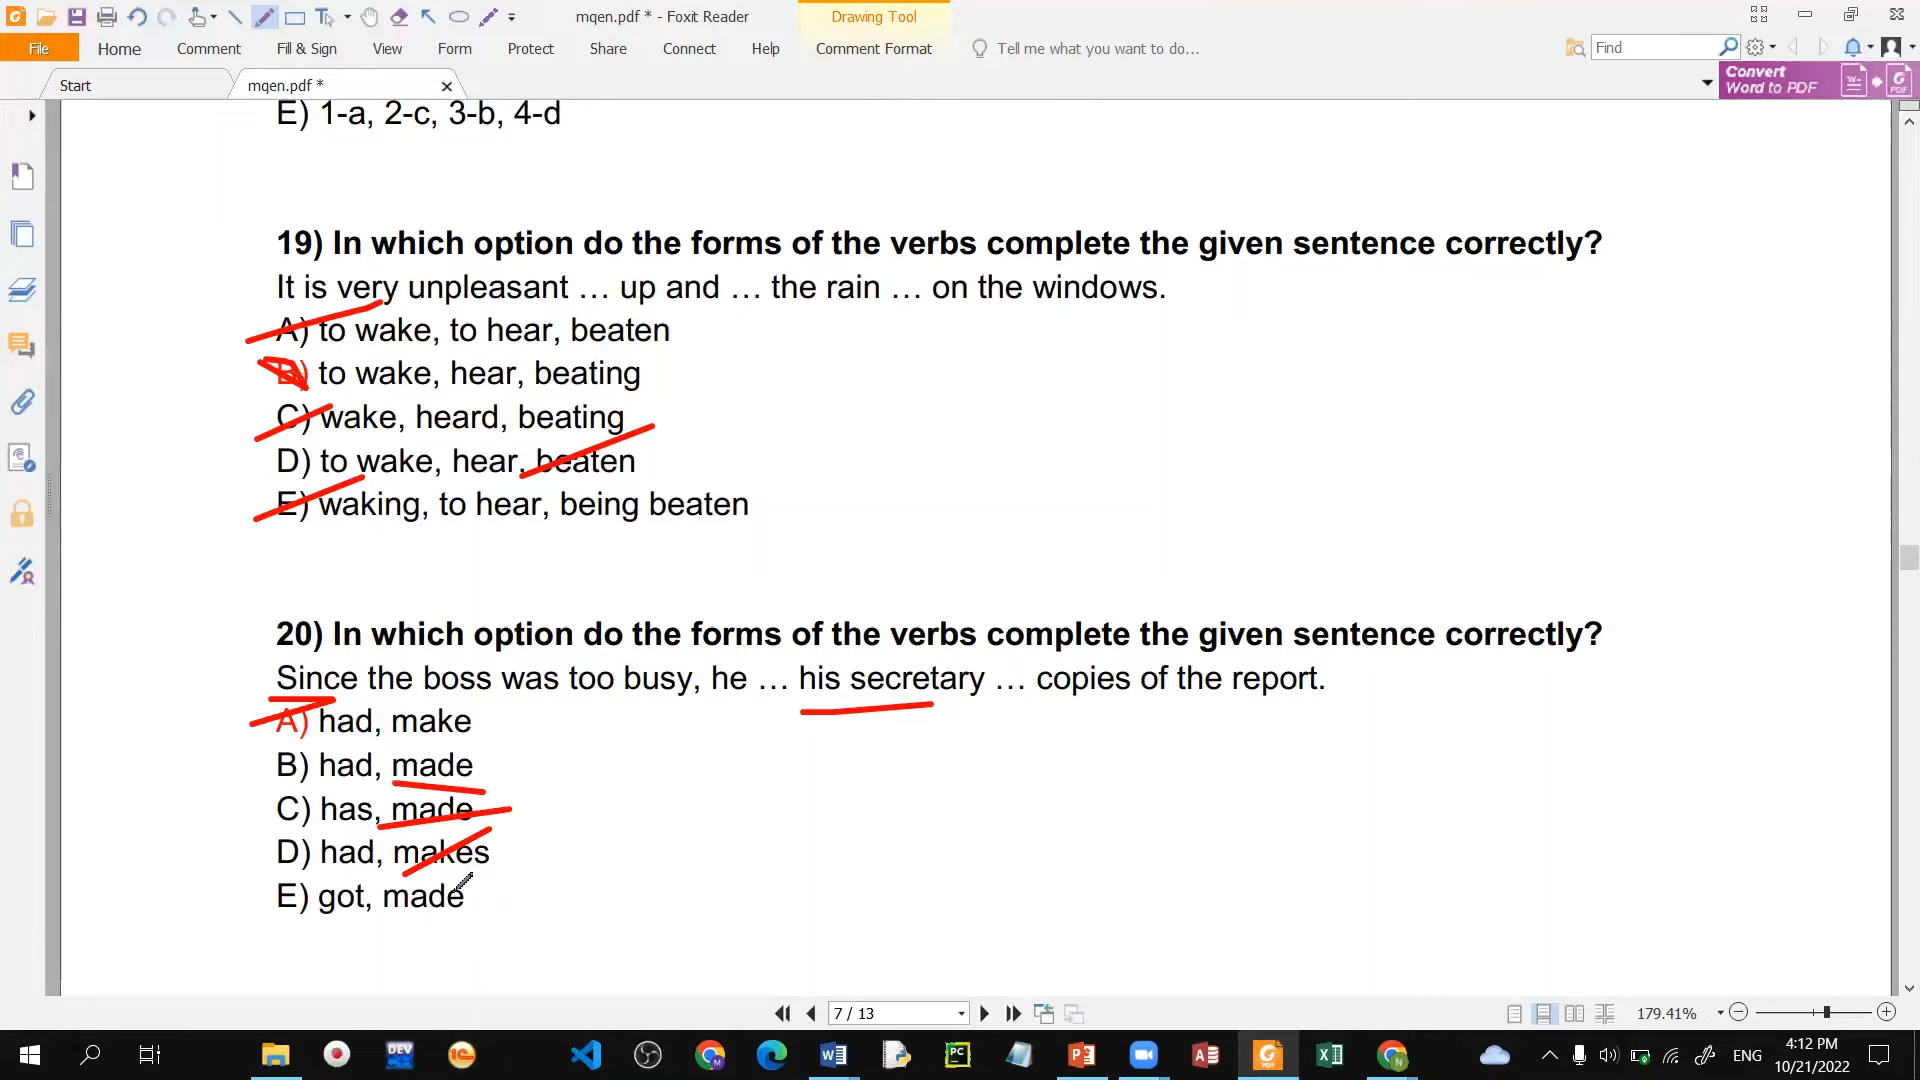 mqen.pdf * - Foxit Reader
Drawing Tool
File Home Comment Fill & Sign View Form Protect Share Connect Help Comment Format Tell me what you want to do... Find
Start mqen.pdf *
Convert
Word to PDF
E) 1-a, 2-c, 3-b, 4-d
19) In which option do the forms of the verbs complete the given sentence correctly?
It is very unpleasant … up and … the rain … on the windows.
A) to wake, to hear, beaten
B) to wake, hear, beating
C) wake, heard, beating
D) to wake, hear, beaten
E) waking, to hear, being beaten
20) In which option do the forms of the verbs complete the given sentence correctly?
Since the boss was too busy, he … his secretary … copies of the report.
A) had, make
B) had, made
C) has, made
D) had, makes
E) got, made
7 / 13
179.41%
ENG
4:12 PM
10/21/2022